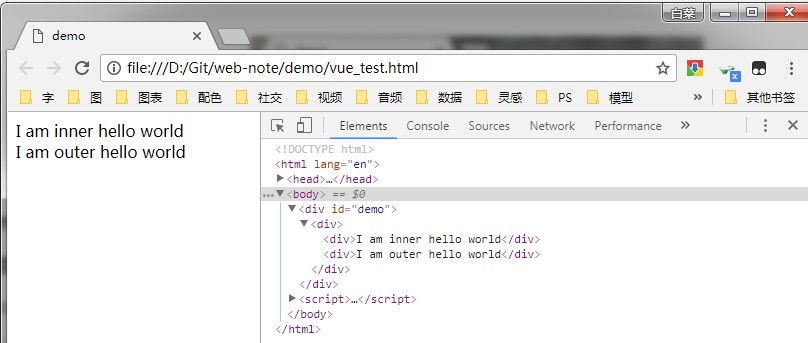 白菜
demo
file:///D:/Git/web-note/demo/vue_test.html
字 图 图表 配色 社交 视频 音频 数据 灵感 PS 模型 » 其他书签
I am inner hello world
I am outer hello world
Elements Console Sources Network Performance »
<!DOCTYPE html>
<html lang="en">
<head>…</head>
<body> == $0
<div id="demo">
<div>
<div>I am inner hello world</div>
<div>I am outer hello world</div>
</div>
</div>
<script>…</script>
</body>
</html>